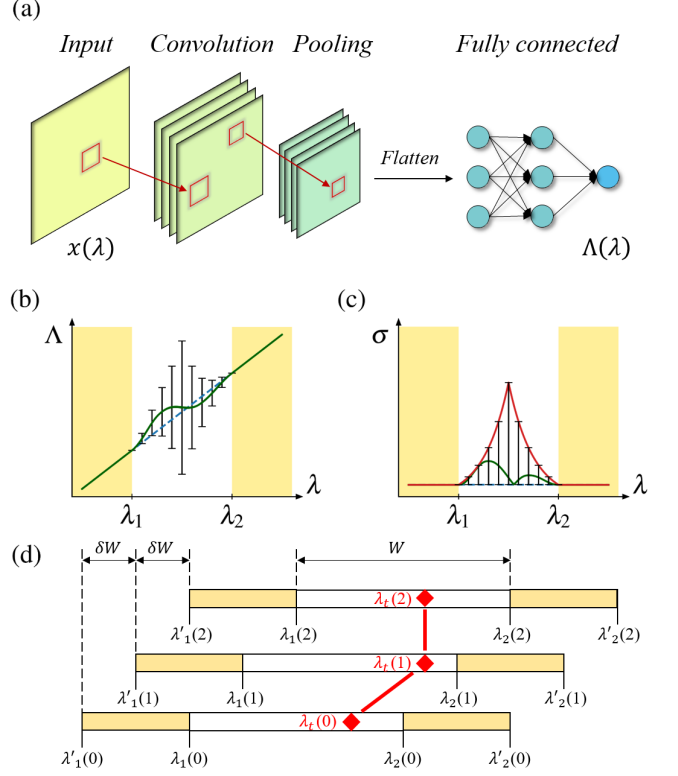 (a)
Input Convolution Pooling Fully connected
Flatten
x(λ) Λ(λ)
(b) (c)
Λ σ
λ₁ λ₂ λ λ₁ λ₂ λ
(d)
δW δW W
λₜ(2)
λ'₁(2) λ₁(2) λ₂(2) λ'₂(2)
λₜ(1)
λ'₁(1) λ₁(1) λ₂(1) λ'₂(1)
λₜ(0)
λ'₁(0) λ₁(0) λ₂(0) λ'₂(0)